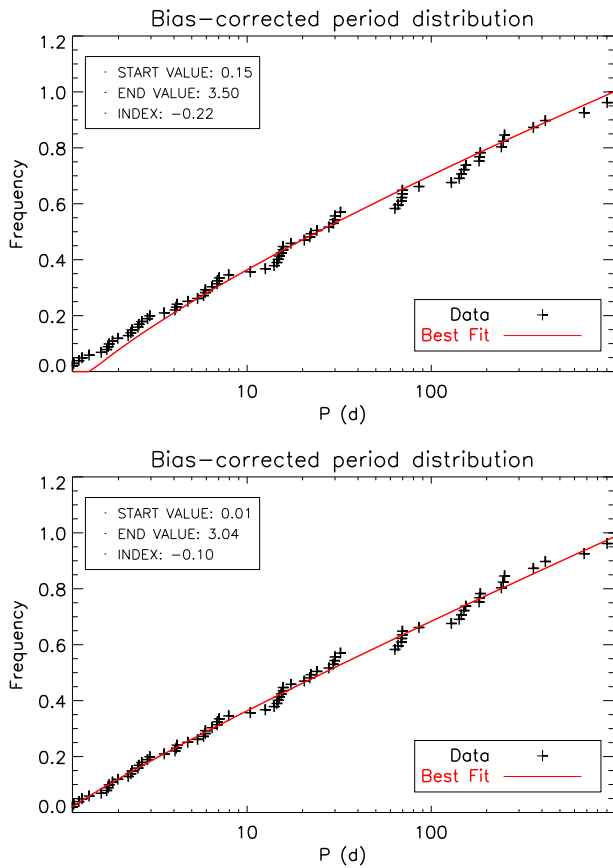 Bias-corrected period distribution
1.2
· START VALUE: 0.15
· END VALUE: 3.50
· INDEX: -0.22
1.0
0.8
Frequency
0.6
0.4
0.2
0.0
Data
Best Fit
10
100
P (d)
Bias-corrected period distribution
1.2
· START VALUE: 0.01
· END VALUE: 3.04
· INDEX: -0.10
1.0
0.8
Frequency
0.6
0.4
0.2
0.0
Data
Best Fit
10
100
P (d)